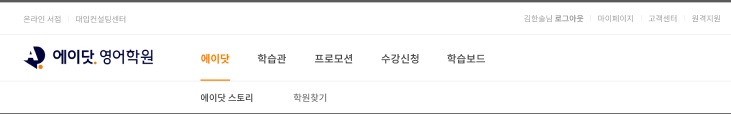 온라인 서점 대입컨설팅센터 김한솔님 로그아웃 마이페이지 고객센터 원격지원
에이닷 영어학원 에이닷 학습관 프로모션 수강신청 학습보드
에이닷 스토리 학원찾기